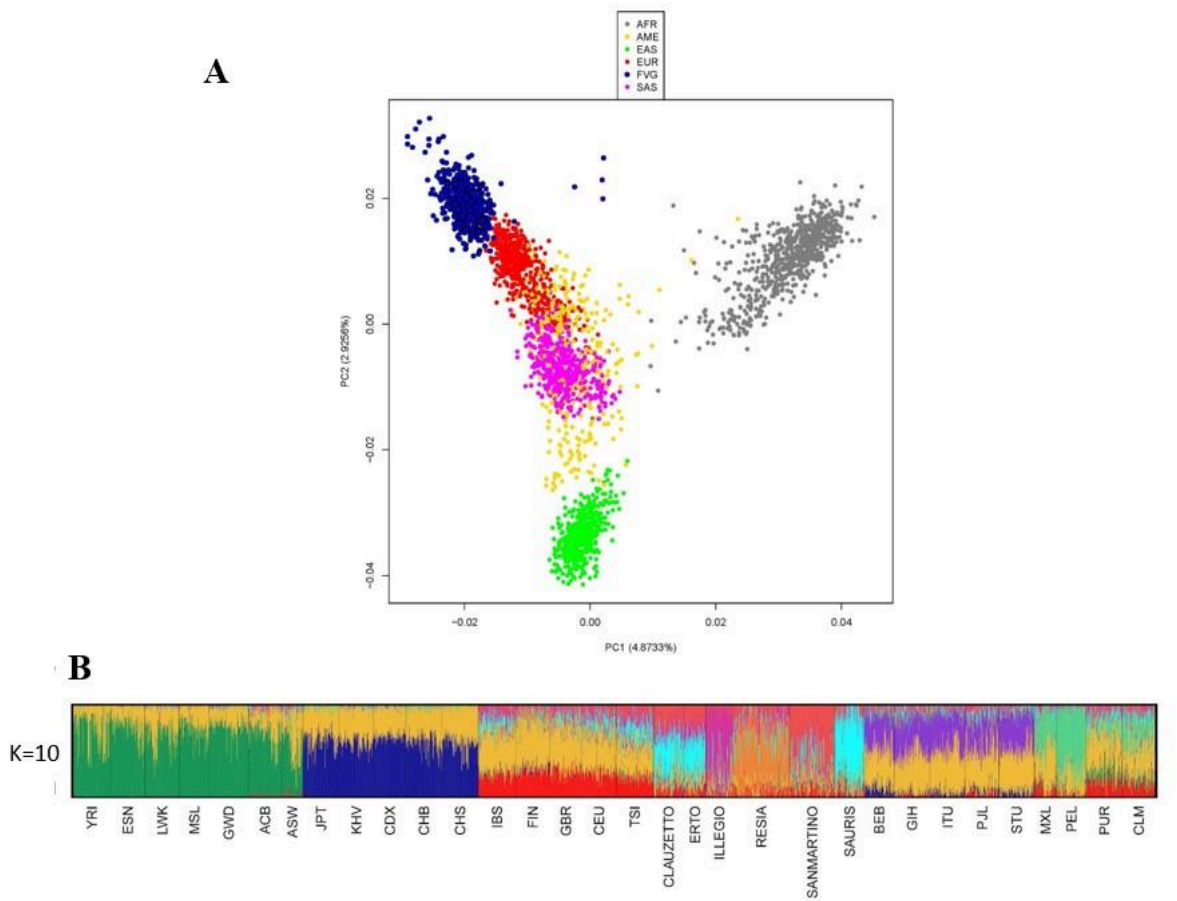 A
AFR
AME
EAS
EUR
FVG
SAS
0.02
0.00
−0.02
−0.04
PC2 (2.9256%)
−0.02
0.00
0.02
0.04
PC1 (4.8733%)
B
K=10
YRI
ESN
LWK
MSL
GWD
ACB
ASW
JPT
KHV
CDX
CHB
CHS
IBS
FIN
GBR
CEU
TSI
CLAUZETTO
ERTO
ILLEGIO
RESIA
SANMARTINO
SAURIS
BEB
GIH
ITU
PJL
STU
MXL
PEL
PUR
CLM